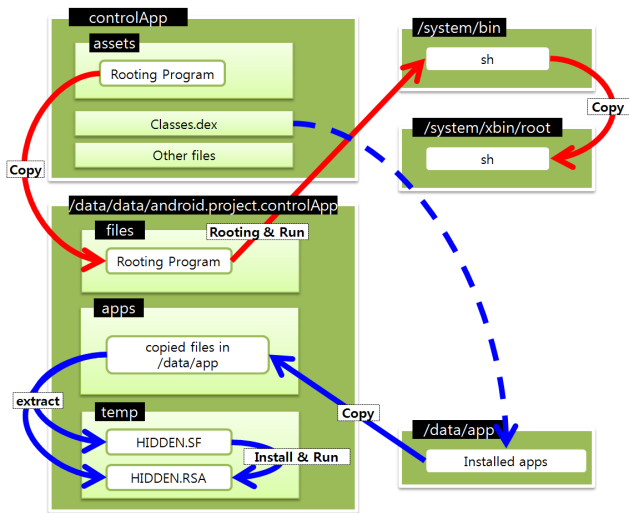 controlApp
assets
Rooting Program
Classes.dex
Other files
Copy
/data/data/android.project.controlApp
files
Rooting & Run
Rooting Program
apps
copied files in
/data/app
extract
temp
HIDDEN.SF
HIDDEN.RSA
Install & Run
Copy
/system/bin
sh
Copy
/system/xbin/root
sh
/data/app
Installed apps